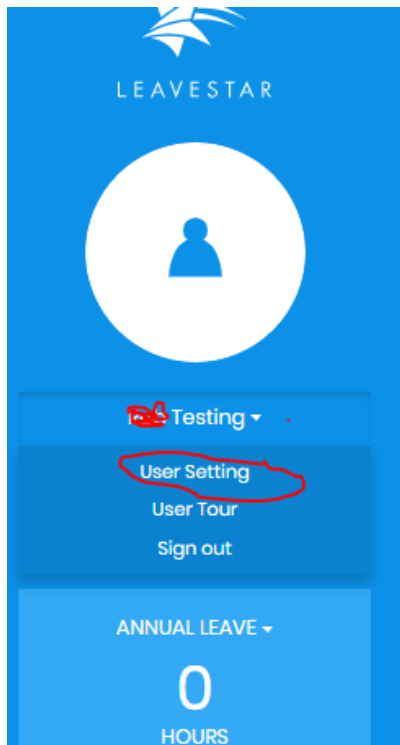 LEAVESTAR
Testing
User Setting
User Tour
Sign out
ANNUAL LEAVE
0
HOURS